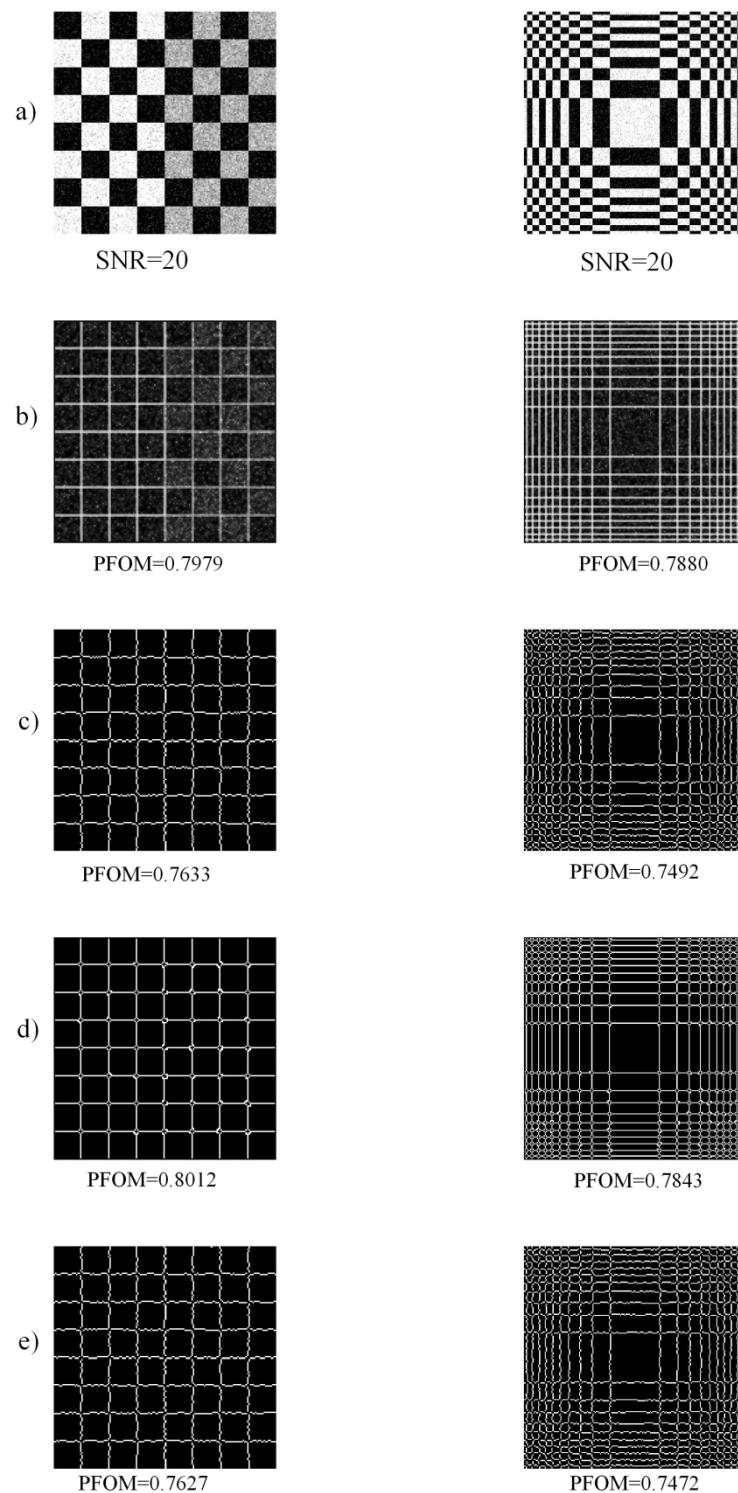 a)
SNR=20 SNR=20
b)
PFOM=0.7979 PFOM=0.7880
c)
PFOM=0.7633 PFOM=0.7492
d)
PFOM=0.8012 PFOM=0.7843
e)
PFOM=0.7627 PFOM=0.7472